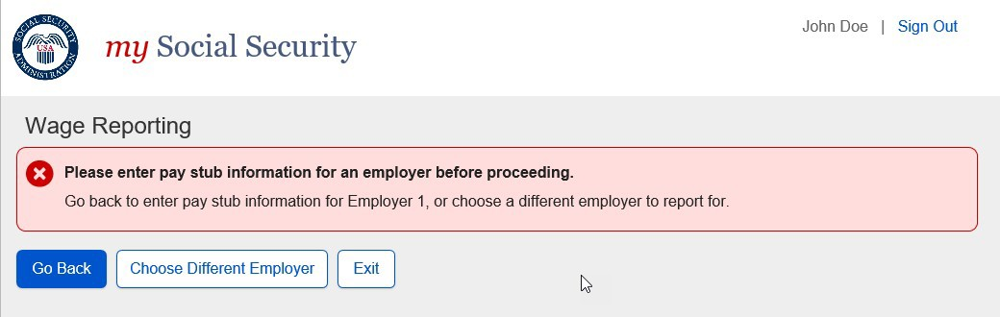 John Doe | Sign Out
SOCIAL SECURITY
USA
ADMINISTRATION
my Social Security
Wage Reporting
Please enter pay stub information for an employer before proceeding.
Go back to enter pay stub information for Employer 1, or choose a different employer to report for.
Go Back Choose Different Employer Exit